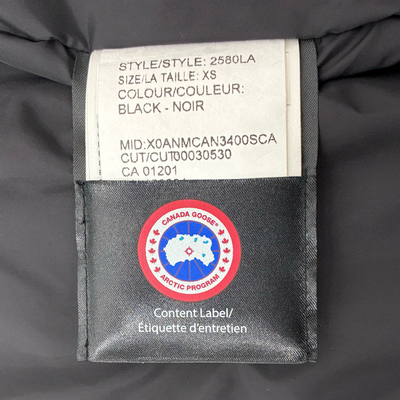 STYLE/STYLE: 2580LA
SIZE/LA TAILLE: XS
COLOUR/COULEUR:
BLACK - NOIR
MID:X0ANMCAN3400SCA
CUT/CUT00030530
CA 01201
CANADA GOOSE®
ARCTIC PROGRAM
Content Label/
Étiquette d'entretien